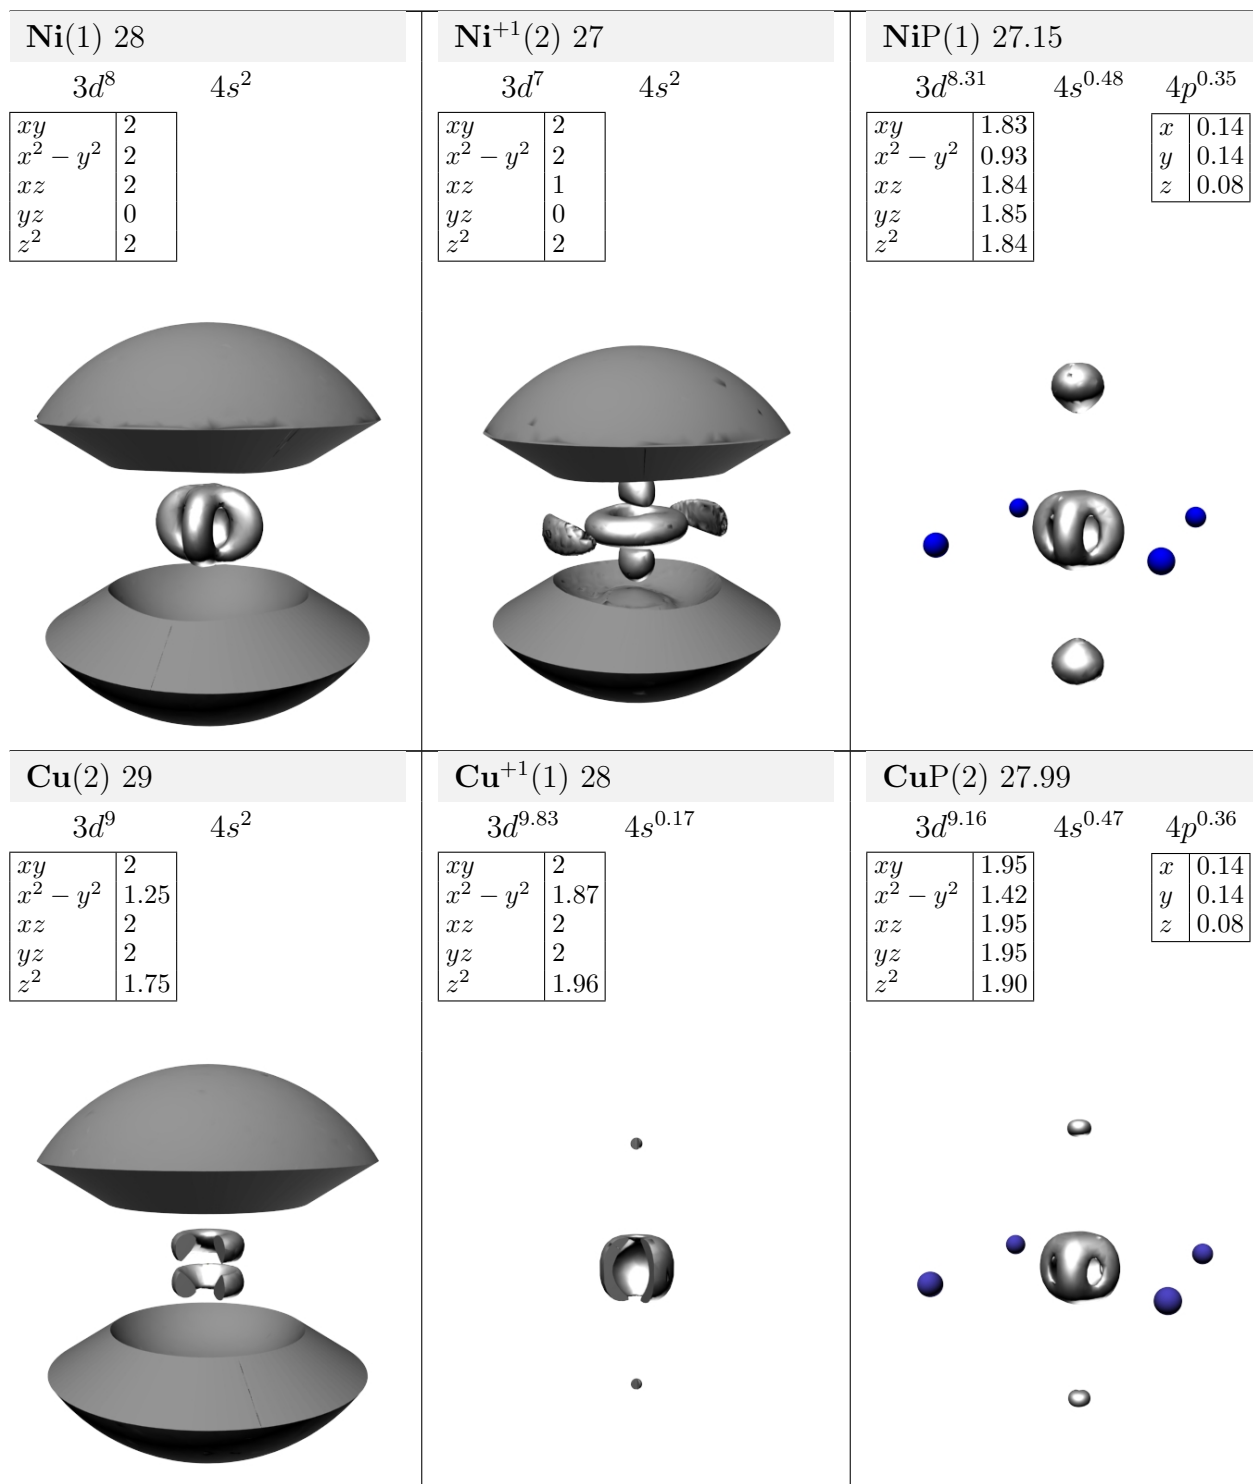 Ni(1) 28
3d^8 4s^2
xy 2
x^2 − y^2 2
xz 2
yz 0
z^2 2
Ni^+1(2) 27
3d^7 4s^2
xy 2
x^2 − y^2 2
xz 1
yz 0
z^2 2
NiP(1) 27.15
3d^8.31 4s^0.48 4p^0.35
xy 1.83
x^2 − y^2 0.93
xz 1.84
yz 1.85
z^2 1.84
x 0.14
y 0.14
z 0.08
Cu(2) 29
3d^9 4s^2
xy 2
x^2 − y^2 1.25
xz 2
yz 2
z^2 1.75
Cu^+1(1) 28
3d^9.83 4s^0.17
xy 2
x^2 − y^2 1.87
xz 2
yz 2
z^2 1.96
CuP(2) 27.99
3d^9.16 4s^0.47 4p^0.36
xy 1.95
x^2 − y^2 1.42
xz 1.95
yz 1.95
z^2 1.90
x 0.14
y 0.14
z 0.08